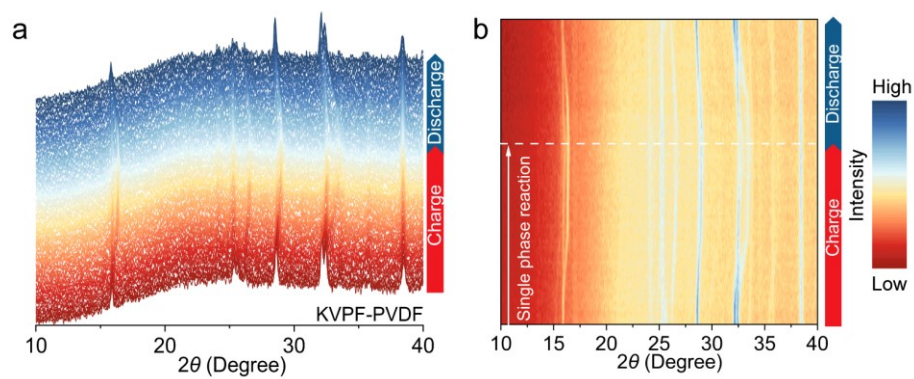 a
Discharge
Charge
KVPF-PVDF
10
20
30
40
2θ (Degree)
b
Discharge
Charge
Single phase reaction
10
15
20
25
30
35
40
2θ (Degree)
High
Intensity
Low